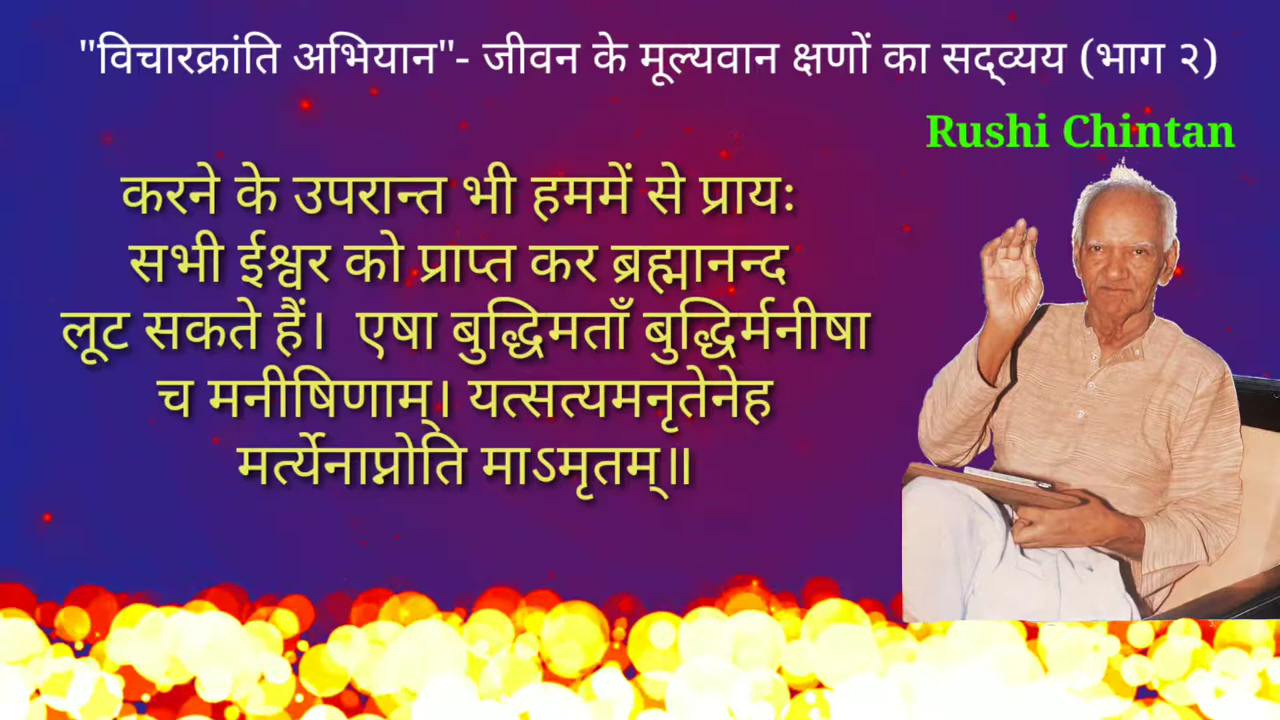 "विचारक्रांति अभियान"- जीवन के मूल्यवान क्षणों का सद्व्यय (भाग २)
Rushi Chintan
करने के उपरान्त भी हममें से प्रायः
सभी ईश्वर को प्राप्त कर ब्रह्मानन्द
लूट सकते हैं।  एषा बुद्धिमताँ बुद्धिर्मनीषा
च मनीषिणाम्। यत्सत्यमनृतेनेह
मर्त्येनाप्नोति माऽमृतम्॥